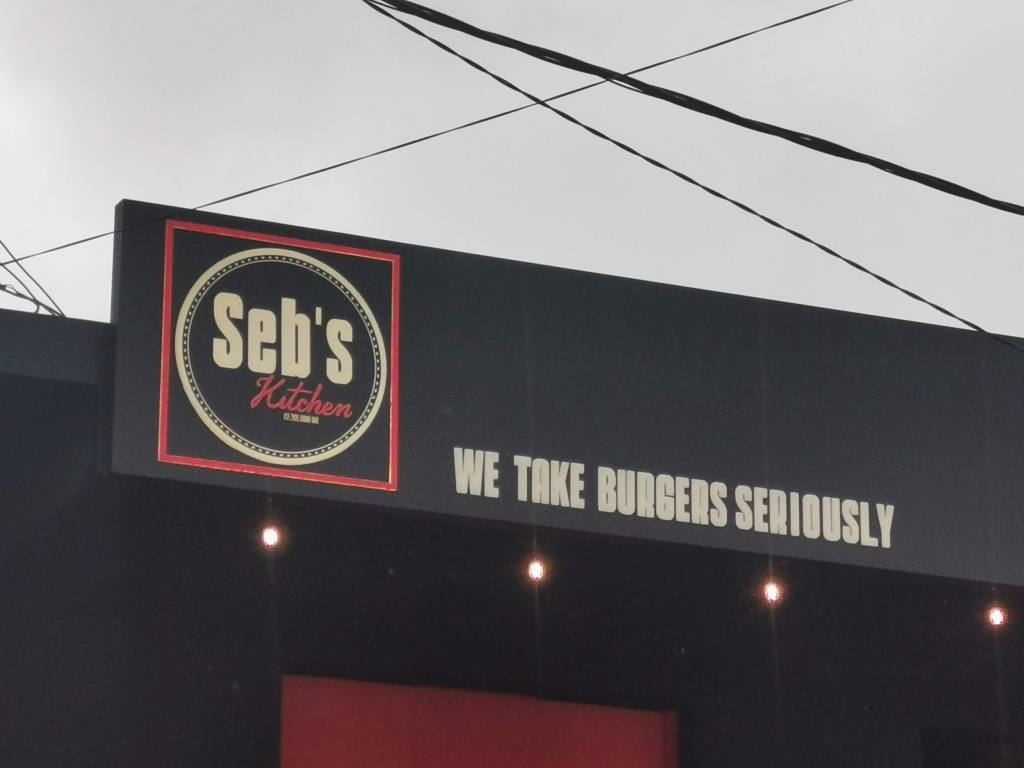 Seb's
Kitchen
WE TAKE BURGERS SERIOUSLY